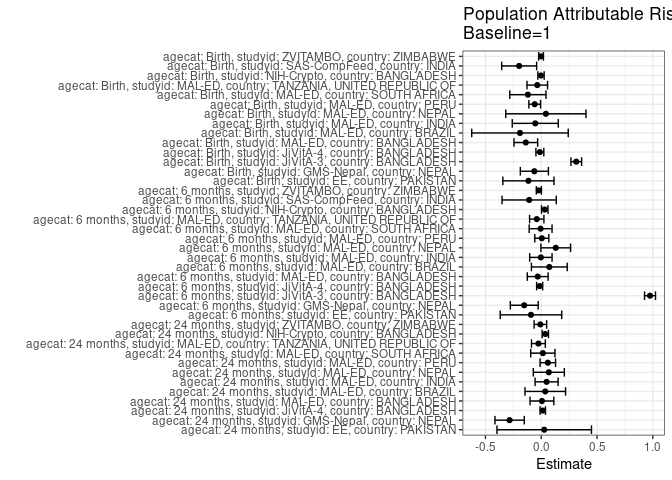 Population Attributable Ris
Baseline=1
agecat: Birth, studyid: ZVITAMBO, country: ZIMBABWE
agecat: Birth, studyid: SAS-CompFeed, country: INDIA
agecat: Birth, studyid: NIH-Crypto, country: BANGLADESH
agecat: Birth, studyid: MAL-ED, country: TANZANIA, UNITED REPUBLIC OF
agecat: Birth, studyid: MAL-ED, country: SOUTH AFRICA
agecat: Birth, studyid: MAL-ED, country: PERU
agecat: Birth, studyid: MAL-ED, country: NEPAL
agecat: Birth, studyid: MAL-ED, country: INDIA
agecat: Birth, studyid: MAL-ED, country: BRAZIL
agecat: Birth, studyid: MAL-ED, country: BANGLADESH
agecat: Birth, studyid: JiVitA-4, country: BANGLADESH
agecat: Birth, studyid: JiVitA-3, country: BANGLADESH
agecat: Birth, studyid: GMS-Nepal, country: NEPAL
agecat: Birth, studyid: EE, country: PAKISTAN
agecat: 6 months, studyid: ZVITAMBO, country: ZIMBABWE
agecat: 6 months, studyid: SAS-CompFeed, country: INDIA
agecat: 6 months, studyid: NIH-Crypto, country: BANGLADESH
agecat: 6 months, studyid: MAL-ED, country: TANZANIA, UNITED REPUBLIC OF
agecat: 6 months, studyid: MAL-ED, country: SOUTH AFRICA
agecat: 6 months, studyid: MAL-ED, country: PERU
agecat: 6 months, studyid: MAL-ED, country: NEPAL
agecat: 6 months, studyid: MAL-ED, country: INDIA
agecat: 6 months, studyid: MAL-ED, country: BRAZIL
agecat: 6 months, studyid: MAL-ED, country: BANGLADESH
agecat: 6 months, studyid: JiVitA-4, country: BANGLADESH
agecat: 6 months, studyid: JiVitA-3, country: BANGLADESH
agecat: 6 months, studyid: GMS-Nepal, country: NEPAL
agecat: 6 months, studyid: EE, country: PAKISTAN
agecat: 24 months, studyid: ZVITAMBO, country: ZIMBABWE
agecat: 24 months, studyid: NIH-Crypto, country: BANGLADESH
agecat: 24 months, studyid: MAL-ED, country: TANZANIA, UNITED REPUBLIC OF
agecat: 24 months, studyid: MAL-ED, country: SOUTH AFRICA
agecat: 24 months, studyid: MAL-ED, country: PERU
agecat: 24 months, studyid: MAL-ED, country: NEPAL
agecat: 24 months, studyid: MAL-ED, country: INDIA
agecat: 24 months, studyid: MAL-ED, country: BRAZIL
agecat: 24 months, studyid: MAL-ED, country: BANGLADESH
agecat: 24 months, studyid: JiVitA-4, country: BANGLADESH
agecat: 24 months, studyid: GMS-Nepal, country: NEPAL
agecat: 24 months, studyid: EE, country: PAKISTAN
-0.5 0.0 0.5 1.0
Estimate